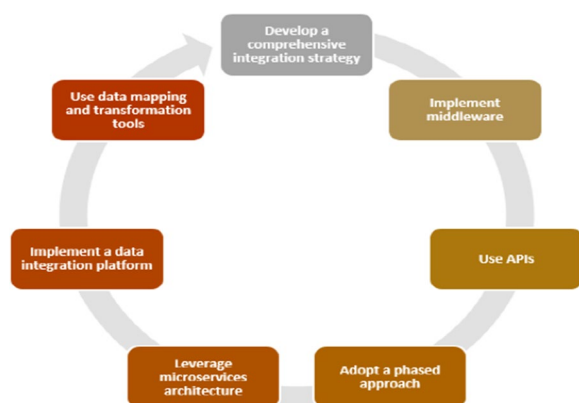 Develop a
comprehensive
integration strategy
Implement
middleware
Use APIs
Adopt a phased
approach
Leverage
microservices
architecture
Implement a data
integration platform
Use data mapping
and transformation
tools